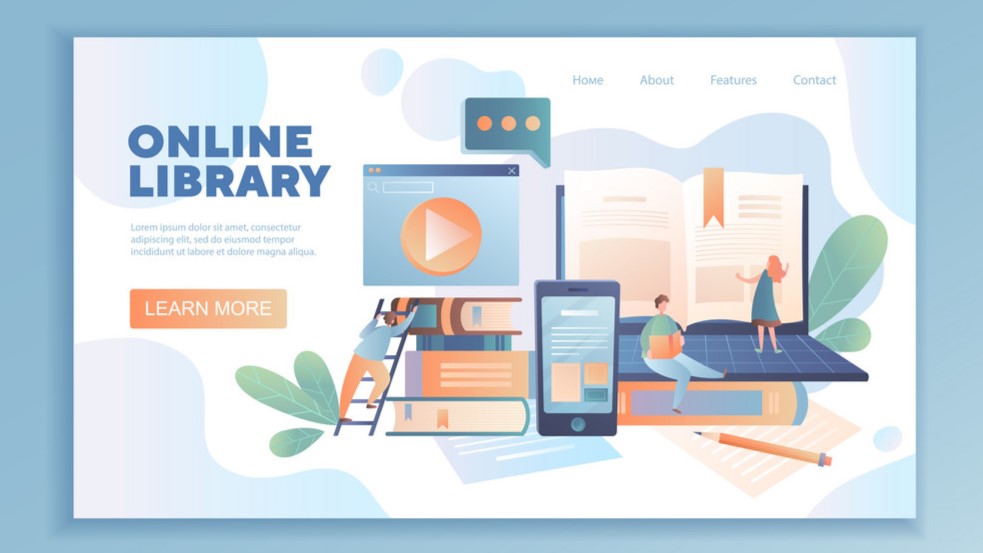 Home About Features Contact
ONLINE
LIBRARY
Lorem ipsum dolor sit amet, consectetur
adipiscing elit, sed do eiusmod tempor
incididunt ut labore et dolore magna aliqua.
LEARN MORE